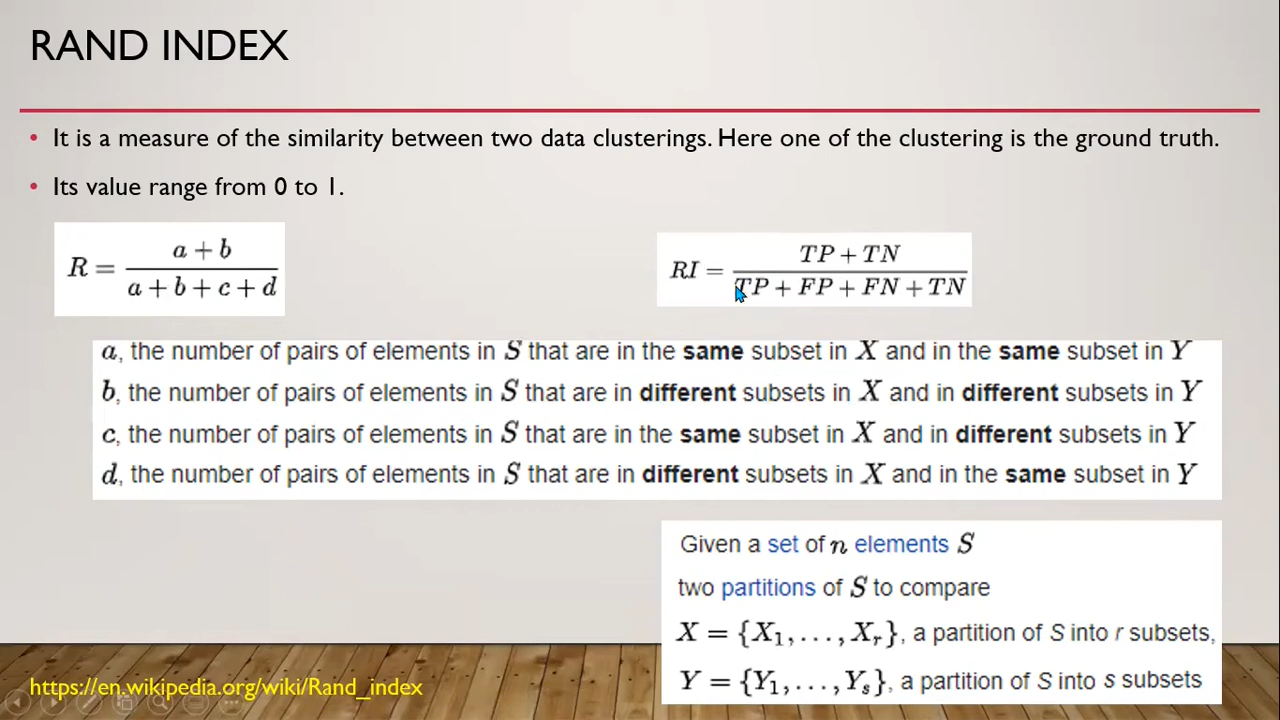 RAND INDEX
• It is a measure of the similarity between two data clusterings. Here one of the clustering is the ground truth.
• Its value range from 0 to 1.
R = (a + b) / (a + b + c + d)
RI = (TP + TN) / (TP + FP + FN + TN)
a, the number of pairs of elements in S that are in the same subset in X and in the same subset in Y
b, the number of pairs of elements in S that are in different subsets in X and in different subsets in Y
c, the number of pairs of elements in S that are in the same subset in X and in different subsets in Y
d, the number of pairs of elements in S that are in different subsets in X and in the same subset in Y
Given a set of n elements S
two partitions of S to compare
X = {X₁, . . . , Xᵣ}, a partition of S into r subsets,
Y = {Y₁, . . . , Yₛ}, a partition of S into s subsets
https://en.wikipedia.org/wiki/Rand_index